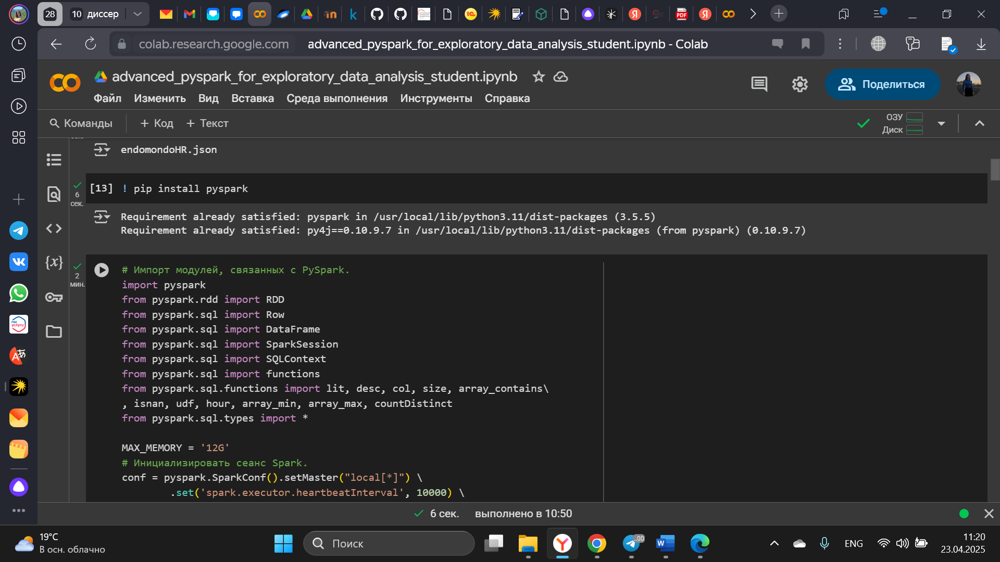 28
10 диссер
colab.research.google.com
advanced_pyspark_for_exploratory_data_analysis_student.ipynb - Colab
advanced_pyspark_for_exploratory_data_analysis_student.ipynb
Поделиться
Файл Изменить Вид Вставка Среда выполнения Инструменты Справка
Команды
+ Код
+ Текст
ОЗУ
Диск
endomondoHR.json
6
сек.
[13] ! pip install pyspark
Requirement already satisfied: pyspark in /usr/local/lib/python3.11/dist-packages (3.5.5)
Requirement already satisfied: py4j==0.10.9.7 in /usr/local/lib/python3.11/dist-packages (from pyspark) (0.10.9.7)
2
мин.
# Импорт модулей, связанных с PySpark.
import pyspark
from pyspark.rdd import RDD
from pyspark.sql import Row
from pyspark.sql import DataFrame
from pyspark.sql import SparkSession
from pyspark.sql import SQLContext
from pyspark.sql import functions
from pyspark.sql.functions import lit, desc, col, size, array_contains\
, isnan, udf, hour, array_min, array_max, countDistinct
from pyspark.sql.types import *
MAX_MEMORY = '12G'
# Инициализировать сеанс Spark.
conf = pyspark.SparkConf().setMaster("local[*]") \
.set('spark.executor.heartbeatInterval', 10000) \
6 сек. выполнено в 10:50
19°C
В осн. облачно
Поиск
ENG
11:20
23.04.2025